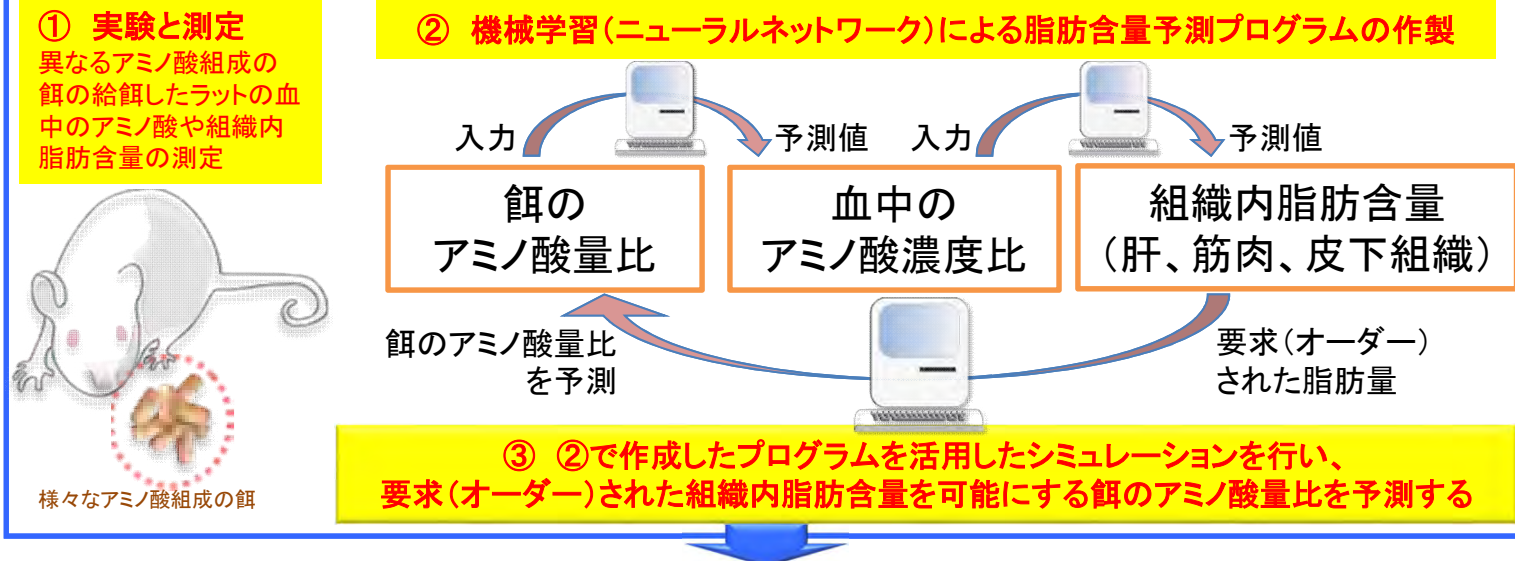 ① 実験と測定
異なるアミノ酸組成の
餌の給餌したラットの血
中のアミノ酸や組織内
脂肪含量の測定
様々なアミノ酸組成の餌
② 機械学習(ニューラルネットワーク)による脂肪含量予測プログラムの作製
入力
予測値
入力
予測値
餌の
アミノ酸量比
血中の
アミノ酸濃度比
組織内脂肪含量
(肝、筋肉、皮下組織)
餌のアミノ酸量比
を予測
要求(オーダー)
された脂肪量
③ ②で作成したプログラムを活用したシミュレーションを行い、
要求(オーダー)された組織内脂肪含量を可能にする餌のアミノ酸量比を予測する